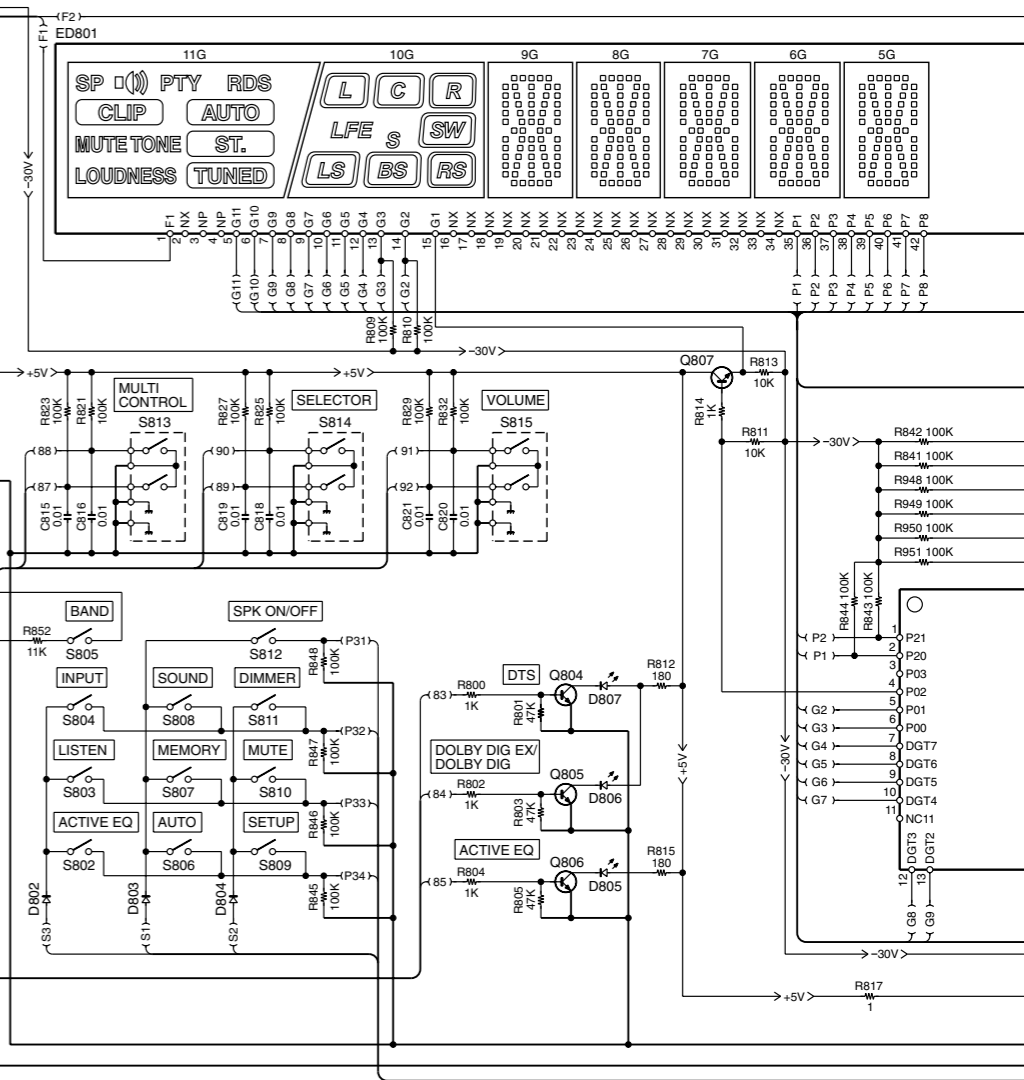 F2
F1
ED801
11G 10G 9G 8G 7G 6G 5G
SP PTY RDS
L C R
CLIP AUTO
LFE S SW
MUTE TONE ST.
LOUDNESS TUNED
LS BS RS
-30V
F1 NX NP NP G11 G10 G9 G8 G7 G6 G5 G4 G3 G2 G1 NX NX NX NX NX NX NX NX NX NX NX NX NX NX NX NX NX NX NX P1 P2 P3 P4 P5 P6 P7 P8
1 2 3 4 5 6 7 8 9 10 11 12 13 14 15 16 17 18 19 20 21 22 23 24 25 26 27 28 29 30 31 32 33 34 35 36 37 38 39 40 41 42
G11 G10 G9 G8 G7 G6 G5 G4 G3 G2
P1 P2 P3 P4 P5 P6 P7 P8
R809 100K
R810 100K
-30V
+5V
+5V
Q807
R813
10K
R814
1K
R811
10K
-30V
MULTI
CONTROL
S813
R823 100K
R821 100K
88
87
C815 0.01
C816 0.01
SELECTOR
S814
R827 100K
R825 100K
90
89
C819 0.01
C818 0.01
VOLUME
S815
R829 100K
R832 100K
91
92
C821 0.01
C820 0.01
R842 100K
R841 100K
R948 100K
R949 100K
R950 100K
R951 100K
R844 100K
R843 100K
BAND
R852
11K
S805
SPK ON/OFF
S812
P31
R848 100K
INPUT
S804
SOUND
S808
DIMMER
S811
P32
R847 100K
LISTEN
S803
MEMORY
S807
MUTE
S810
P33
R846 100K
ACTIVE EQ
S802
AUTO
S806
SETUP
S809
P34
R845 100K
D802
D803
D804
S3
S1
S2
DTS
83
R800
1K
R801 47K
Q804
D807
R812
180
DOLBY DIG EX/
DOLBY DIG
84
R802
1K
R803 47K
Q805
D806
+5V
-30V
ACTIVE EQ
85
R804
1K
R805 47K
Q806
D805
R815
180
P2 1 P21
P1 2 P20
3 P03
4 P02
G2 5 P01
G3 6 P00
G4 7 DGT7
G5 8 DGT6
G6 9 DGT5
G7 10 DGT4
11 NC11
DGT3 DGT2
12 13
G8 G9
-30V
+5V
R817
1